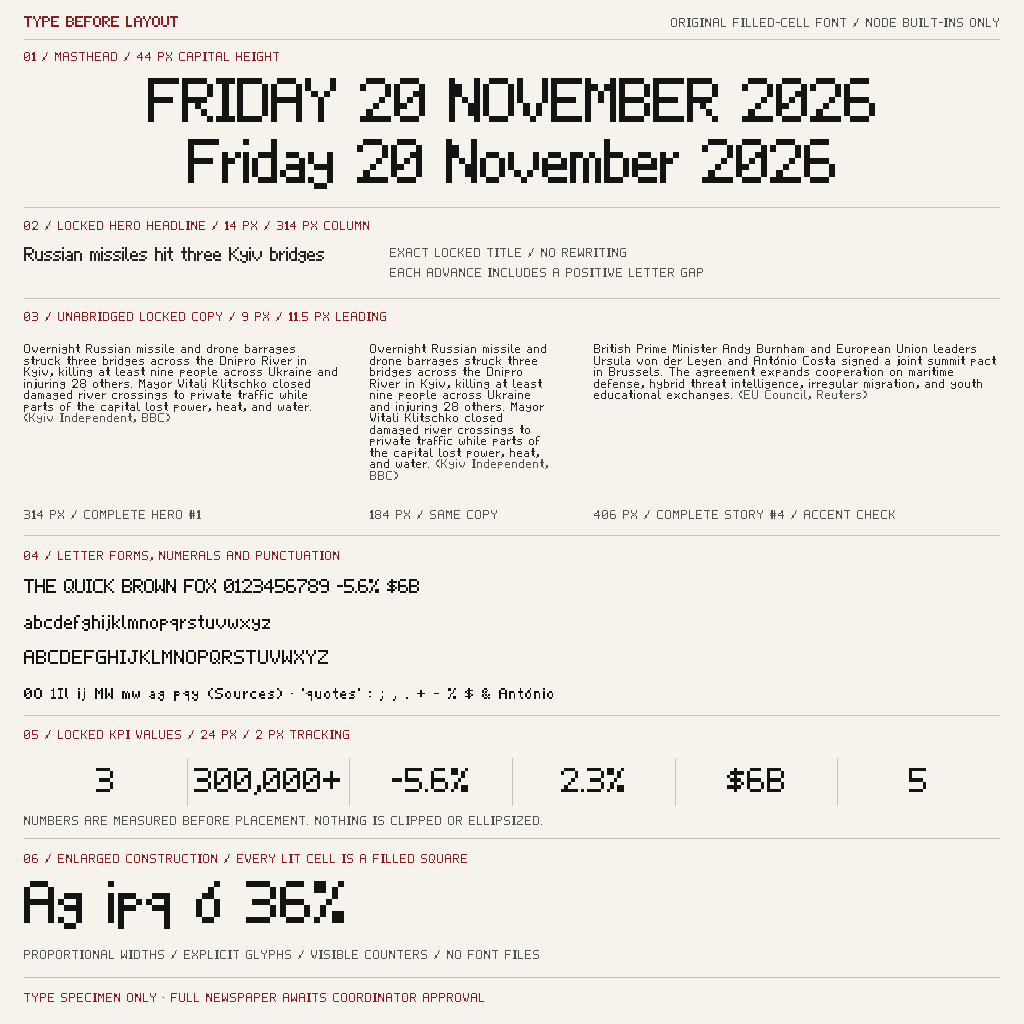 TYPE BEFORE LAYOUT
ORIGINAL FILLED-CELL FONT / NODE BUILT-INS ONLY
01 / MASTHEAD / 44 PX CAPITAL HEIGHT
FRIDAY 20 NOVEMBER 2026
Friday 20 November 2026
02 / LOCKED HERO HEADLINE / 14 PX / 314 PX COLUMN
Russian missiles hit three Kyiv bridges
EXACT LOCKED TITLE / NO REWRITING
EACH ADVANCE INCLUDES A POSITIVE LETTER GAP
03 / UNABRIDGED LOCKED COPY / 9 PX / 11.5 PX LEADING
Overnight Russian missile and drone barrages
struck three bridges across the Dnipro River in
Kyiv, killing at least nine people across Ukraine and
injuring 28 others. Mayor Vitali Klitschko closed
damaged river crossings to private traffic while
parts of the capital lost power, heat, and water.
(Kyiv Independent, BBC)
314 PX / COMPLETE HERO #1
Overnight Russian missile and
drone barrages struck three
bridges across the Dnipro
River in Kyiv, killing at least
nine people across Ukraine
and injuring 28 others. Mayor
Vitali Klitschko closed
damaged river crossings to
private traffic while parts of
the capital lost power, heat,
and water. (Kyiv Independent,
BBC)
184 PX / SAME COPY
British Prime Minister Andy Burnham and European Union leaders
Ursula von der Leyen and António Costa signed a joint summit pact
in Brussels. The agreement expands cooperation on maritime
defense, hybrid threat intelligence, irregular migration, and youth
educational exchanges. (EU Council, Reuters)
406 PX / COMPLETE STORY #4 / ACCENT CHECK
04 / LETTER FORMS, NUMERALS AND PUNCTUATION
THE QUICK BROWN FOX 0123456789 -5.6% $6B
abcdefghijklmnopqrstuvwxyz
ABCDEFGHIJKLMNOPQRSTUVWXYZ
0O 1Il ij MW mw ag pqy (Sources) · 'quotes' : ; , . + - % $ & António
05 / LOCKED KPI VALUES / 24 PX / 2 PX TRACKING
3
300,000+
-5.6%
2.3%
$6B
5
NUMBERS ARE MEASURED BEFORE PLACEMENT. NOTHING IS CLIPPED OR ELLIPSIZED.
06 / ENLARGED CONSTRUCTION / EVERY LIT CELL IS A FILLED SQUARE
Ag ipq ó 36%
PROPORTIONAL WIDTHS / EXPLICIT GLYPHS / VISIBLE COUNTERS / NO FONT FILES
TYPE SPECIMEN ONLY · FULL NEWSPAPER AWAITS COORDINATOR APPROVAL